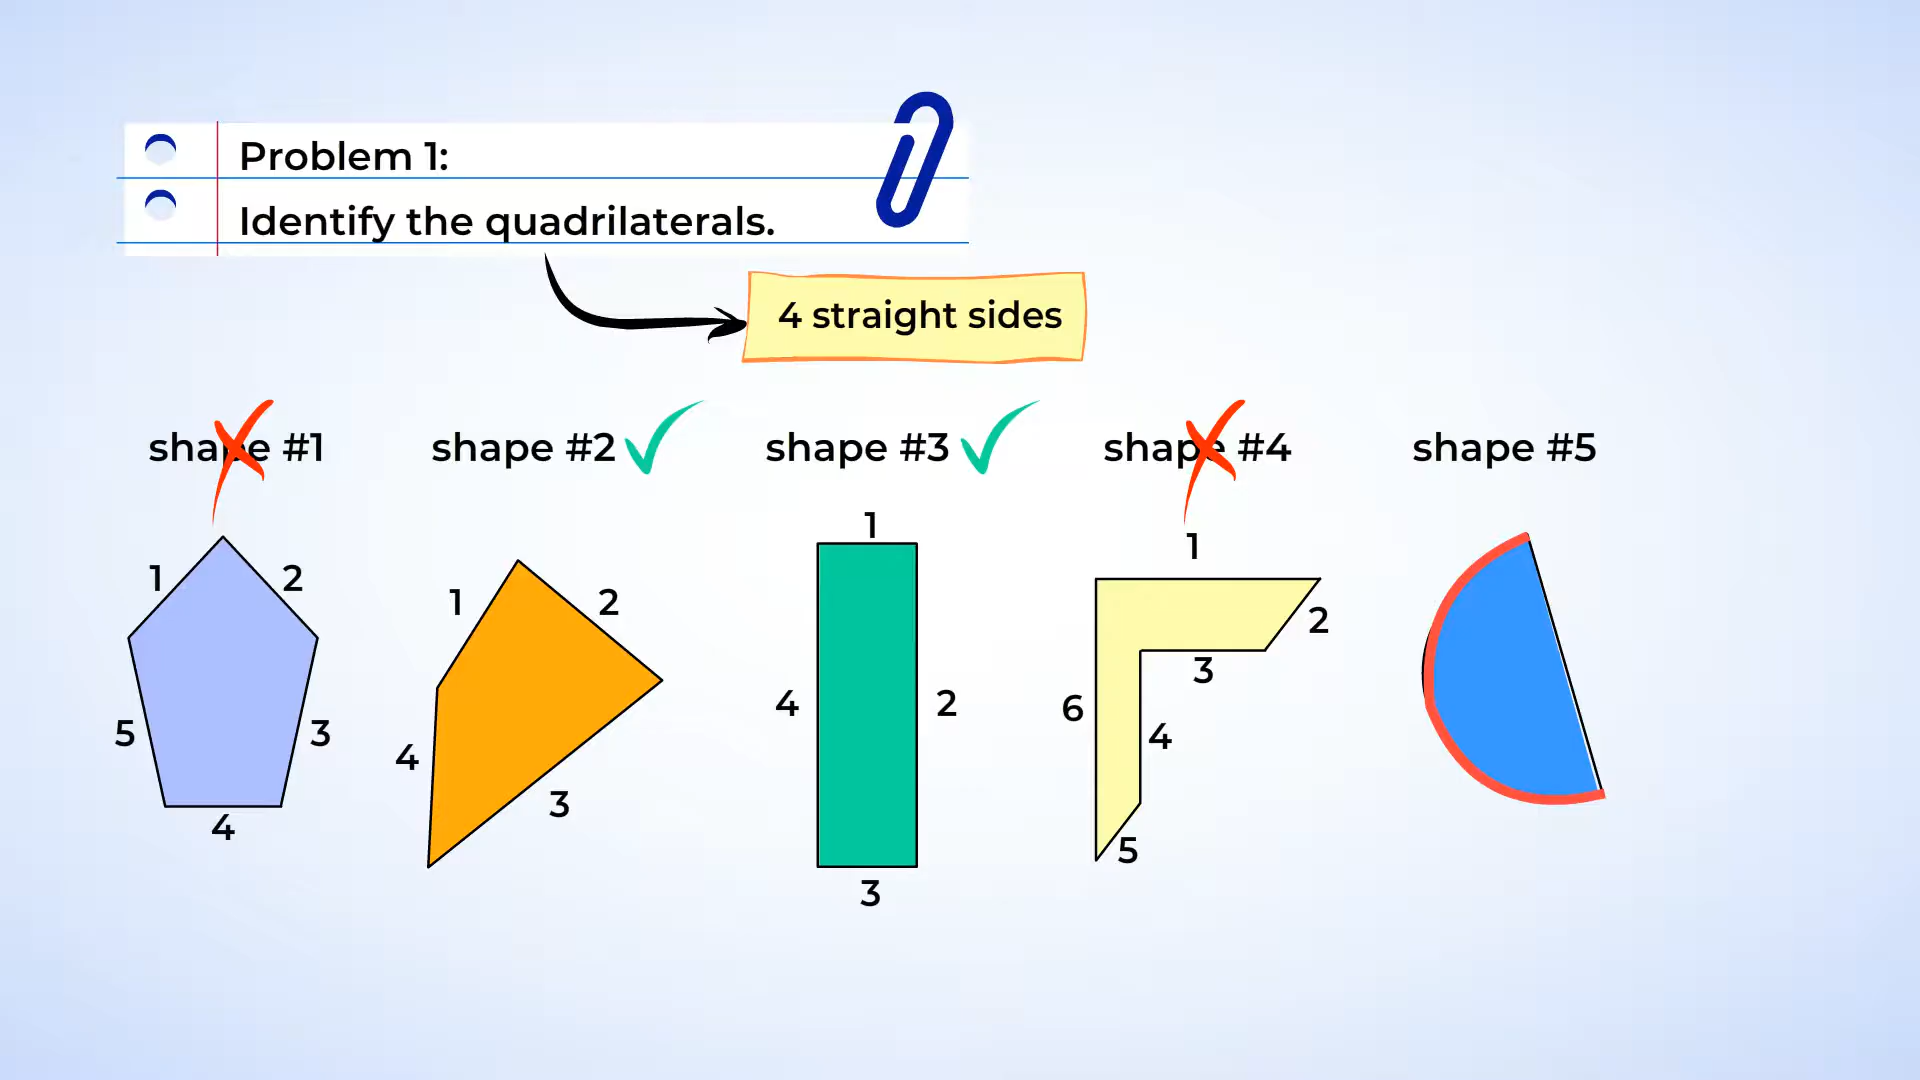 Problem 1:
Identify the quadrilaterals.
4 straight sides
shape #1
shape #2
shape #3
shape #4
shape #5
1
2
3
4
5
1
2
3
4
1
2
3
4
1
2
3
4
5
6